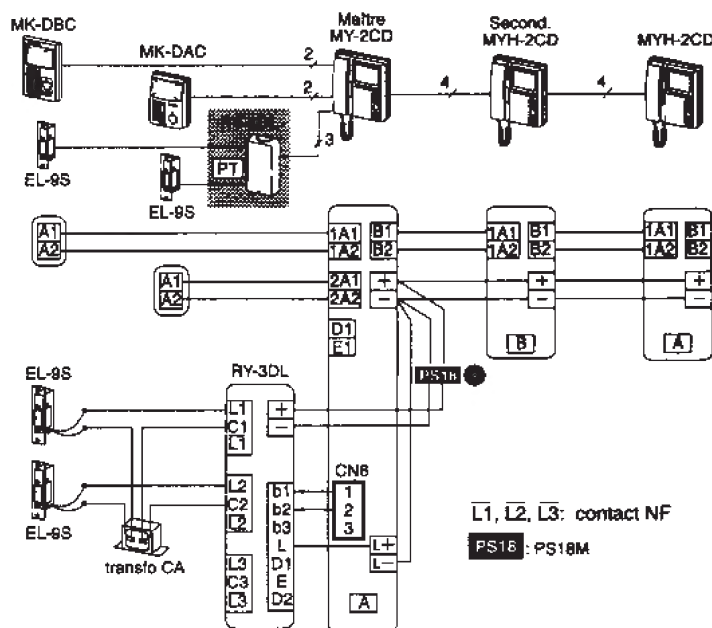 Maître
MY-2CD
Second.
MYH-2CD
MYH-2CD
MK-DBC
MK-DAC
2
2
3
4
4
EL-9S
PT
EL-9S
A1
A2
1A1
1A2
B1
B2
1A1
1A2
B1
B2
1A1
1A2
B1
B2
A1
A2
2A1
2A2
+
−
+
−
+
−
D1
E1
B
A
PS18
EL-9S
RY-3DL
L1
C1
L1
+
−
EL-9S
L2
C2
L2
L3
C3
L3
b1
b2
b3
L
D1
E
D2
CN6
1
2
3
L+
L−
A
transfo CA
L1, L2, L3: contact NF
PS18 : PS18M